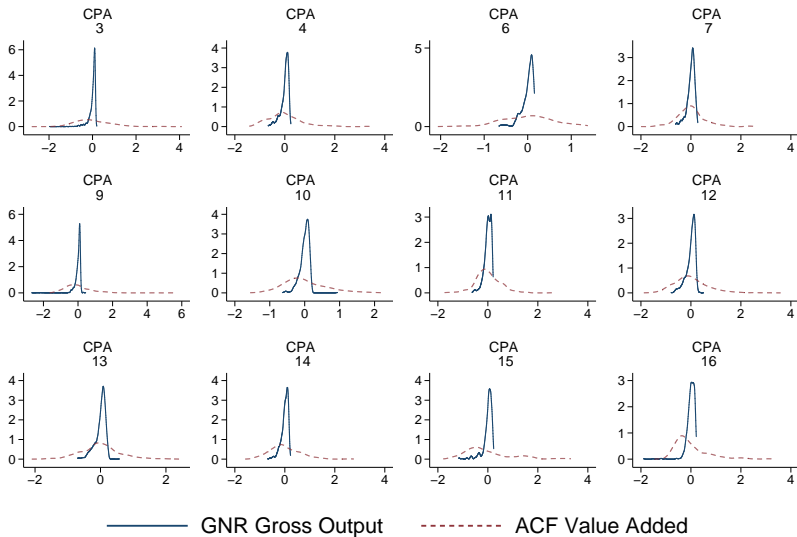 CPA CPA CPA CPA
3 4 6 7
6 4 5 3
4 3 2
2 2 1
0 1 0 0
0
−2 0 2 4 −2 0 2 4 −2 −1 0 1 −2 0 2 4
CPA CPA CPA CPA
9 10 11 12
6 4 3 3
4 3 2 2
2 2 1 1
0 1 0 0
0
−2 0 2 4 6 −2 −1 0 1 2 −2 0 2 4 −2 0 2 4
CPA CPA CPA CPA
13 14 15 16
4 4 4 3
3 3 3 2
2 2 2 1
1 1 1 0
0 0 0
−2 0 2 −2 0 2 4 −2 0 2 4 −2 0 2 4
GNR Gross Output ACF Value Added